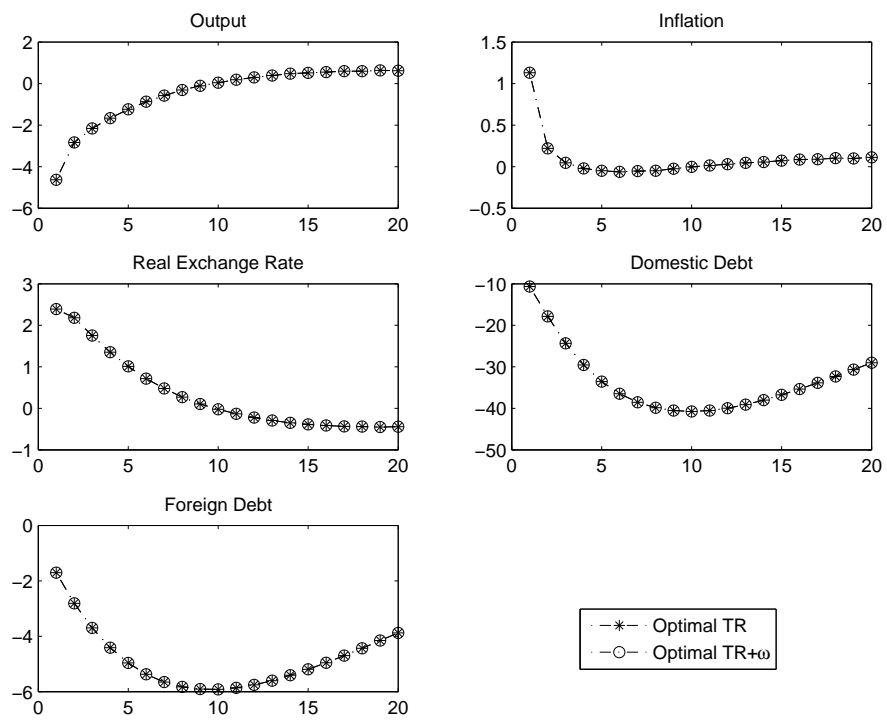 Output
2
0
−2
−4
−6
0 5 10 15 20
Inflation
1.5
1
0.5
0
−0.5
0 5 10 15 20
Real Exchange Rate
3
2
1
0
−1
0 5 10 15 20
Domestic Debt
−10
−20
−30
−40
−50
0 5 10 15 20
Foreign Debt
0
−2
−4
−6
0 5 10 15 20
Optimal TR
Optimal TR+ω